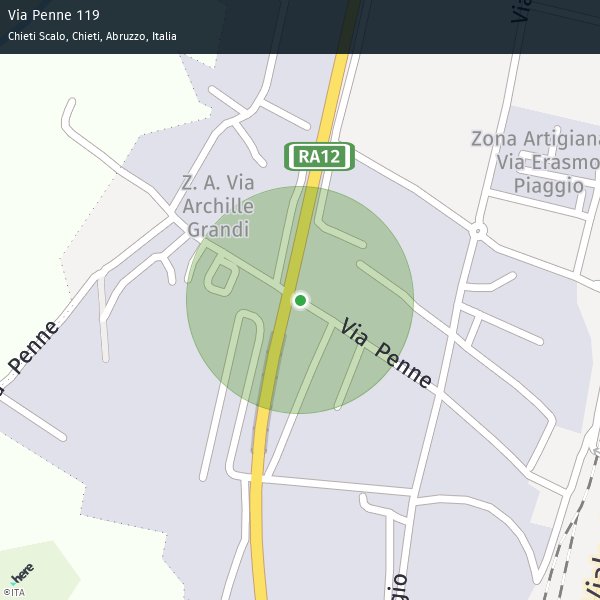 Via Penne 119
Chieti Scalo, Chieti, Abruzzo, Italia
Via
RA12
Zona Artigiana
Via Erasmo
Piaggio
Z. A. Via
Archille
Grandi
Via Penne
Penne
here
©ITA